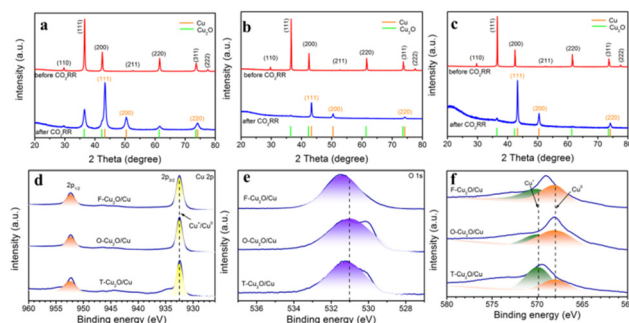 a
Cu
Cu₂O
(111)
(200)
(110)
(211)
(220)
(311)
(222)
before CO₂RR
(111)
(200)
(220)
after CO₂RR
20 30 40 50 60 70 80
2 Theta (degree)
intensity (a.u.)
b
Cu
Cu₂O
(111)
(200)
(110)
(211)
(220)
(311)
(222)
before CO₂RR
(111)
(200)
(220)
after CO₂RR
20 30 40 50 60 70 80
2 Theta (degree)
intensity (a.u.)
c
Cu
Cu₂O
(111)
(200)
(110)
(211)
(220)
(311)
(222)
before CO₂RR
(111)
(200)
(220)
after CO₂RR
20 30 40 50 60 70 80
2 Theta (degree)
intensity (a.u.)
d
2p₁/₂
2p₃/₂
Cu 2p
Cu⁺/Cu⁰
F-Cu₂O/Cu
O-Cu₂O/Cu
T-Cu₂O/Cu
960 955 950 945 940 935 930
Binding energy (eV)
intensity (a.u.)
e
O 1s
F-Cu₂O/Cu
O-Cu₂O/Cu
T-Cu₂O/Cu
536 534 532 530 528
Binding energy (eV)
intensity (a.u.)
f
Cu⁺
Cu⁰
F-Cu₂O/Cu
O-Cu₂O/Cu
T-Cu₂O/Cu
580 575 570 565 56
Binding energy (eV)
intensity (a.u.)